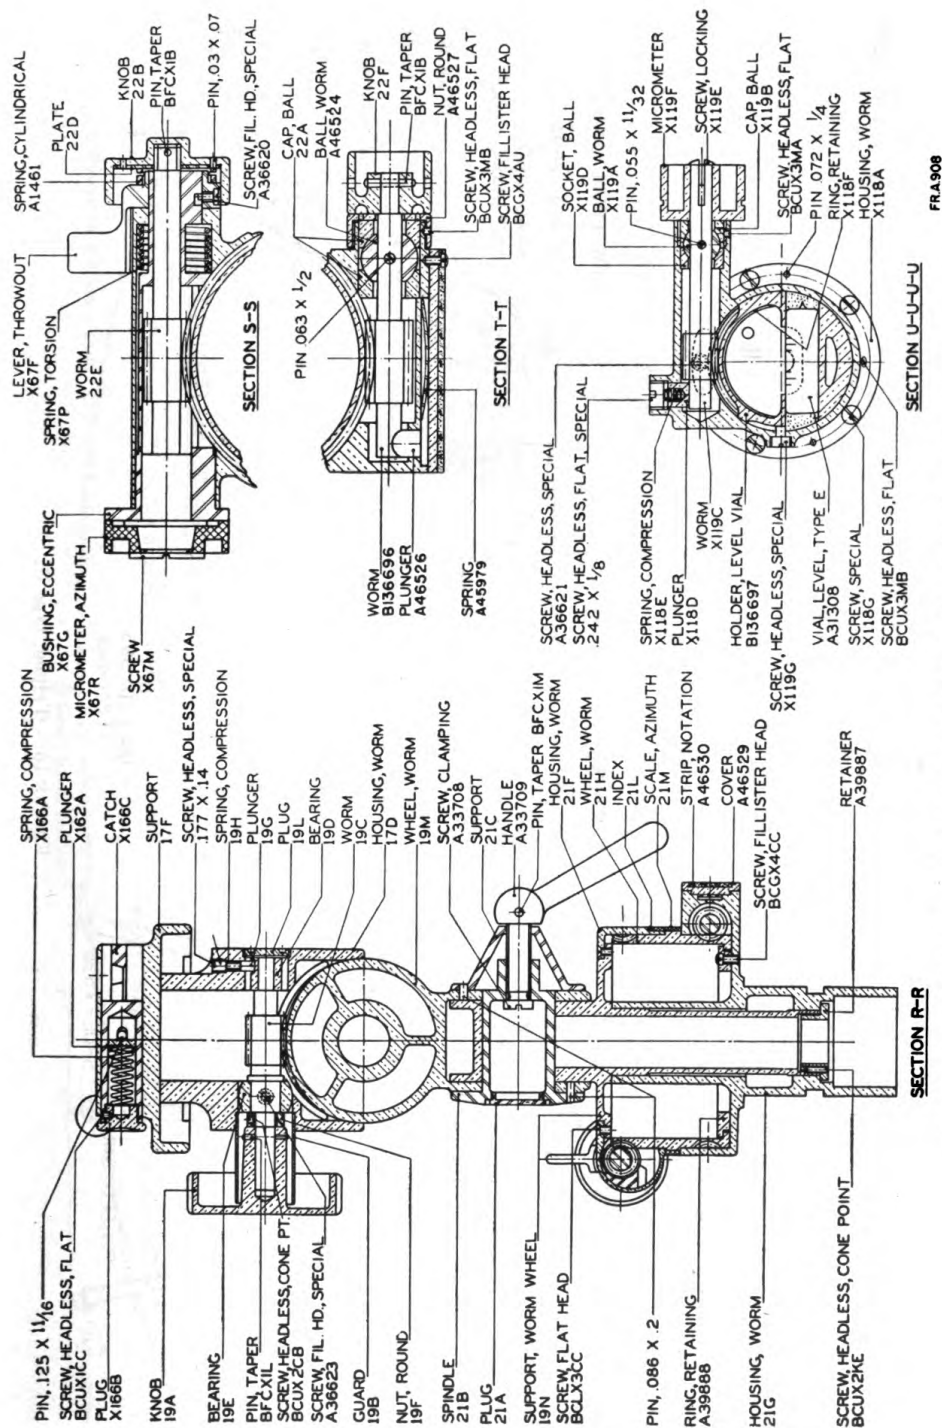 SPRING, COMPRESSION
X166A
PLUNGER
X162A
CATCH
X166C
SUPPORT
17F
SCREW, HEADLESS, SPECIAL
.177 X .14
SPRING, COMPRESSION
19H
PLUNGER
19G
PLUG
19L
BEARING
19D
WORM
19C
HOUSING, WORM
17D
WHEEL, WORM
19M
SCREW, CLAMPING
A33708
SUPPORT
21C
HANDLE
A33709
PIN, TAPER BFCX1M
HOUSING, WORM
21F
WHEEL, WORM
21H
INDEX
21L
SCALE, AZIMUTH
21M
STRIP, NOTATION
A46530
COVER
A46529
SCREW, FILLISTER HEAD
BCGX4CC
RETAINER
A39887
PIN, .125 X 11/16
SCREW, HEADLESS, FLAT
BCUX1CC
PLUG
X166B
KNOB
19A
BEARING
19E
PIN, TAPER
BFCX1L
SCREW, HEADLESS, CONE PT.
BCUX2CB
SCREW, FIL. HD., SPECIAL
A36623
GUARD
19B
NUT, ROUND
19F
SPINDLE
21B
PLUG
21A
SUPPORT, WORM WHEEL
19N
SCREW, FLAT HEAD
BCLX3CC
PIN, .086 X .2
RING, RETAINING
A39888
HOUSING, WORM
21G
SCREW, HEADLESS, CONE POINT
BCUX2KE
SECTION R-R
BUSHING, ECCENTRIC
X67G
MICROMETER, AZIMUTH
X67R
SCREW
X67M
LEVER, THROWOUT
X67F
SPRING, TORSION
X67P
WORM
22E
SPRING, CYLINDRICAL
A1461
PLATE
22D
KNOB
22B
PIN, TAPER
BFCX1B
PIN, .03 X .07
SCREW, FIL. HD., SPECIAL
A36620
SECTION S-S
CAP, BALL
22A
BALL, WORM
A46524
KNOB
22F
PIN, TAPER
BFCX1B
NUT, ROUND
A46527
SCREW, HEADLESS, FLAT
BCUX3MB
SCREW, FILLISTER HEAD
BCGX4AU
PIN .063 X 1/2
WORM
B136696
PLUNGER
A46526
SPRING
A45979
SECTION T-T
SOCKET, BALL
X119D
BALL, WORM
X119A
PIN, .055 X 11/32
MICROMETER
X119F
SCREW, LOCKING
X119E
CAP, BALL
X119B
SCREW, HEADLESS, FLAT
BCUX3MA
PIN .072 X 1/4
RING, RETAINING
X118F
HOUSING, WORM
X118A
SCREW, HEADLESS, SPECIAL
A36621
SCREW, HEADLESS, FLAT, SPECIAL
.242 X 1/8
SPRING, COMPRESSION
X118E
PLUNGER
X118D
WORM
X119C
HOLDER, LEVEL VIAL
B136697
SCREW, HEADLESS, SPECIAL
X119G
VIAL, LEVEL, TYPE E
A31308
SCREW, SPECIAL
X118G
SCREW, HEADLESS, FLAT
BCUX3MB
SECTION U-U-U-U
FR.A908